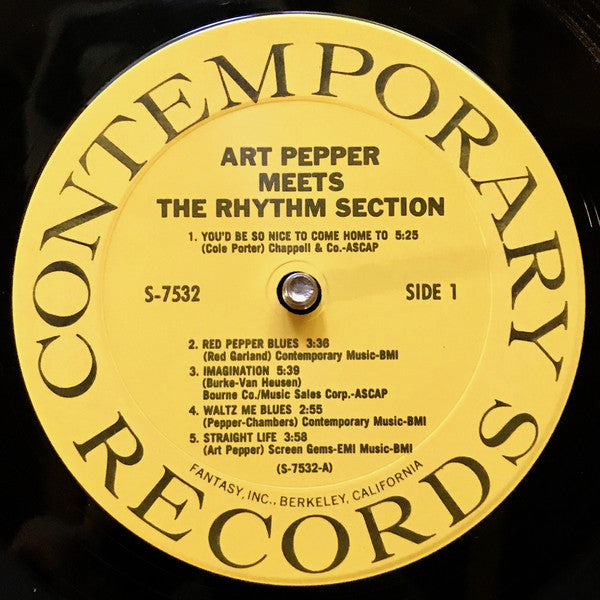 CONTEMPORARY RECORDS
ART PEPPER
MEETS
THE RHYTHM SECTION
1. YOU'D BE SO NICE TO COME HOME TO 5:25
(Cole Porter) Chappell & Co.-ASCAP
S-7532
SIDE 1
2. RED PEPPER BLUES 3:36
(Red Garland) Contemporary Music-BMI
3. IMAGINATION 5:39
(Burke-Van Heusen)
Bourne Co./Music Sales Corp.-ASCAP
4. WALTZ ME BLUES 2:55
(Pepper-Chambers) Contemporary Music-BMI
5. STRAIGHT LIFE 3:58
(Art Pepper) Screen Gems-EMI Music-BMI
(S-7532-A)
FANTASY, INC., BERKELEY, CALIFORNIA